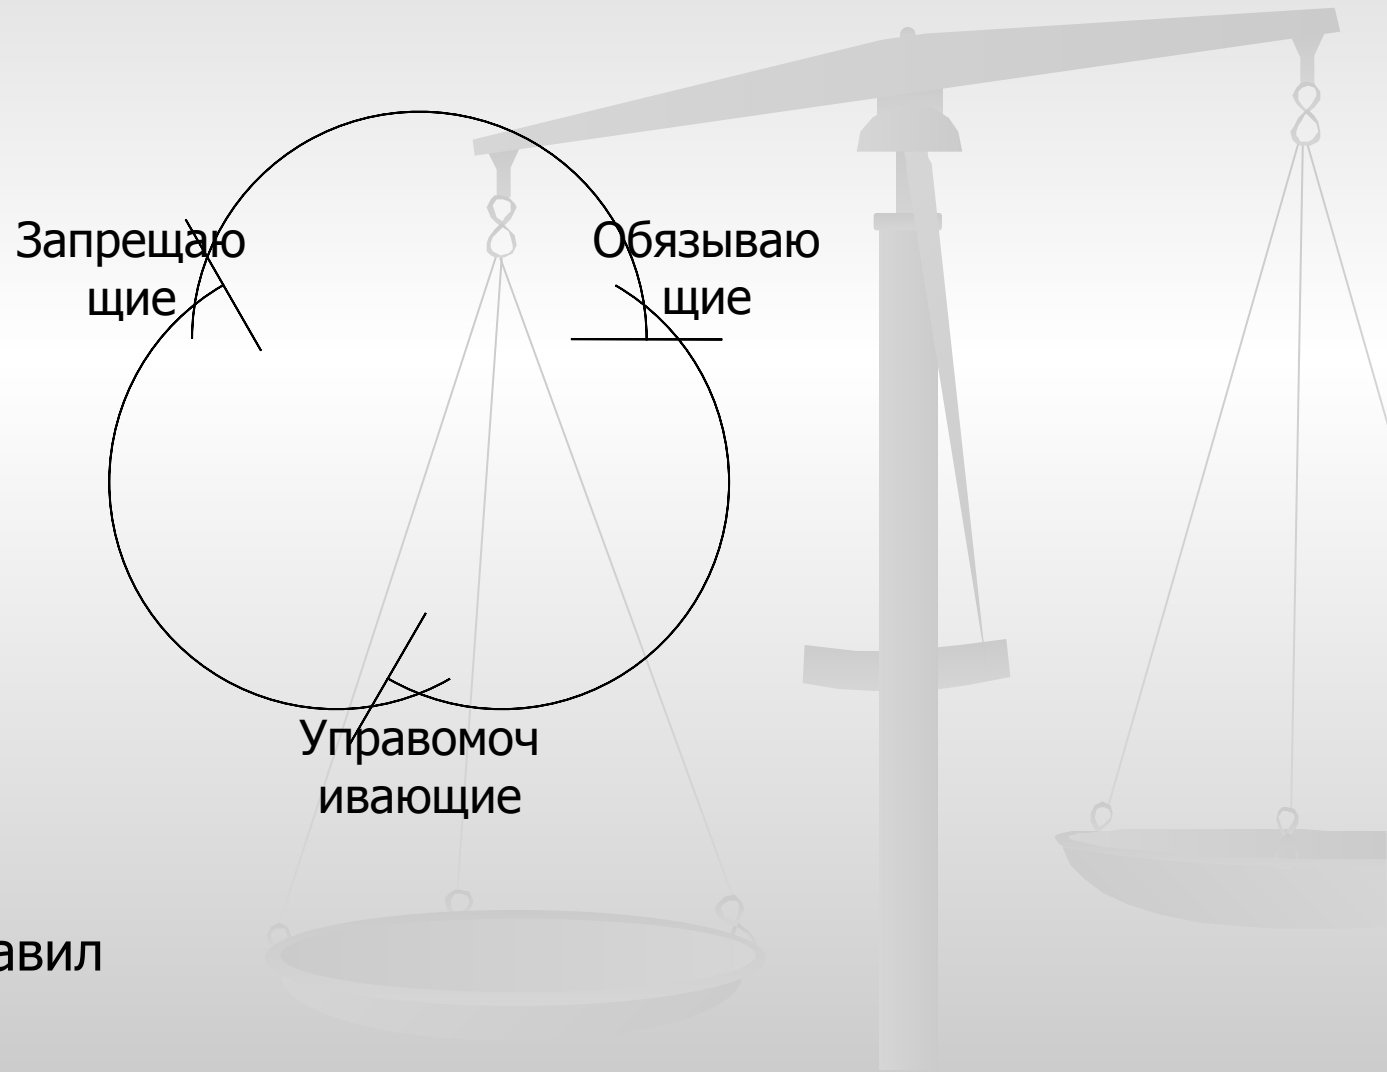 Запрещаю
щие
Обязываю
щие
Управомоч
ивающие
авил